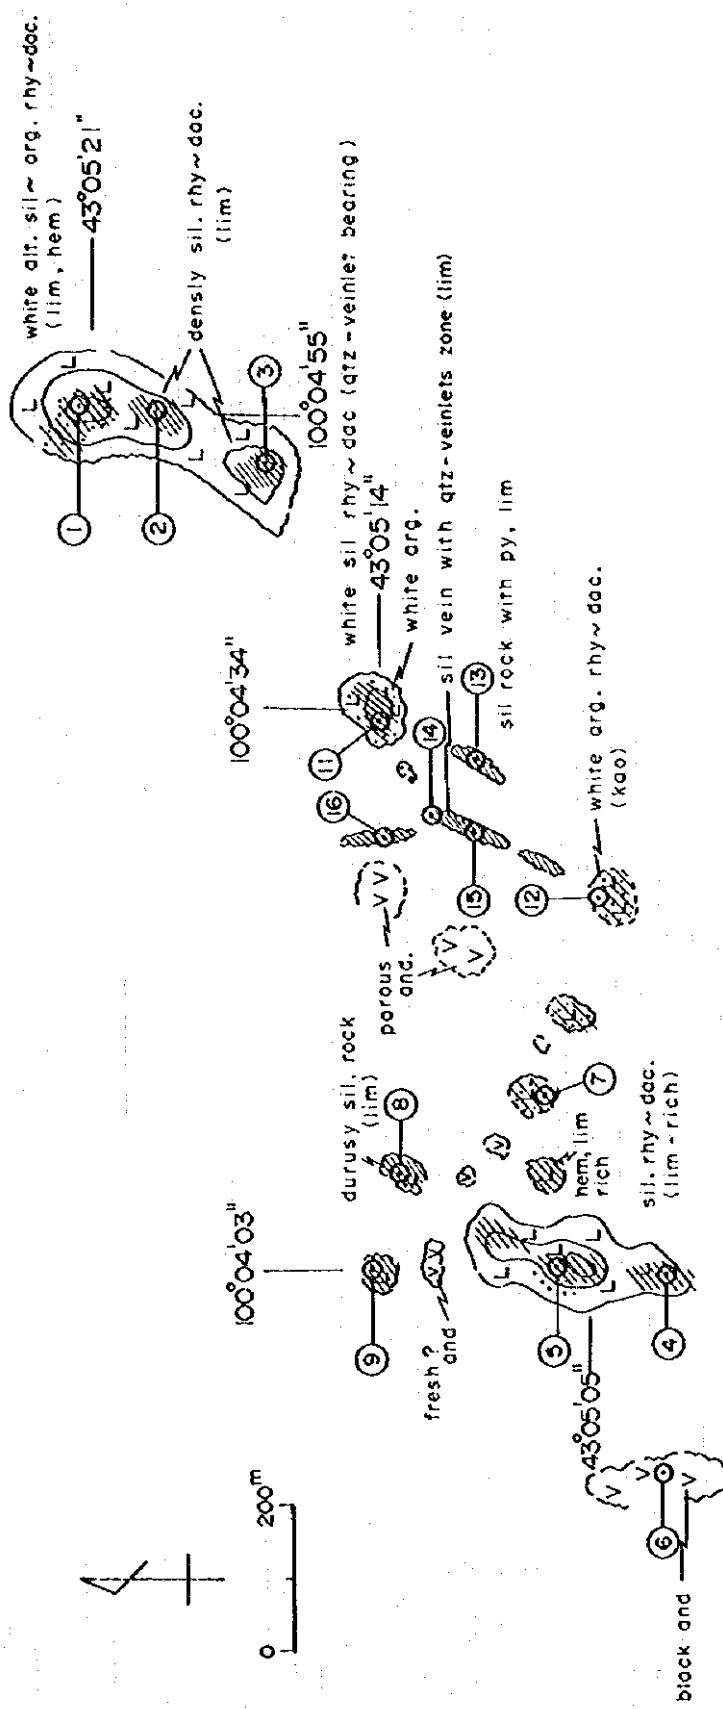 white alt. sil~ arg. rhy~dac.
(lim, hem)
43°05'21"
densly sil. rhy~dac.
(lim)
1
2
3
100°04'55"
white sil rhy~dac (qtz-veinlet bearing)
43°05'14"
white arg.
sil vein with qtz-veinlets zone (lim)
sil rock with py, lim
100°04'34"
11
14
13
16
15
12
white arg. rhy~dac.
(kao)
porous
and.
durusy sil. rock
(lim)
8
7
hem, lim
rich
sil. rhy~dac.
(lim-rich)
100°04'03"
9
fresh?
and
5
4
43°05'05"
6
black and
0
200m
L
L
L
L
L
L
L
L
L
V V
V
V
V
V
V V
L
L
L
L
L
V
V
V